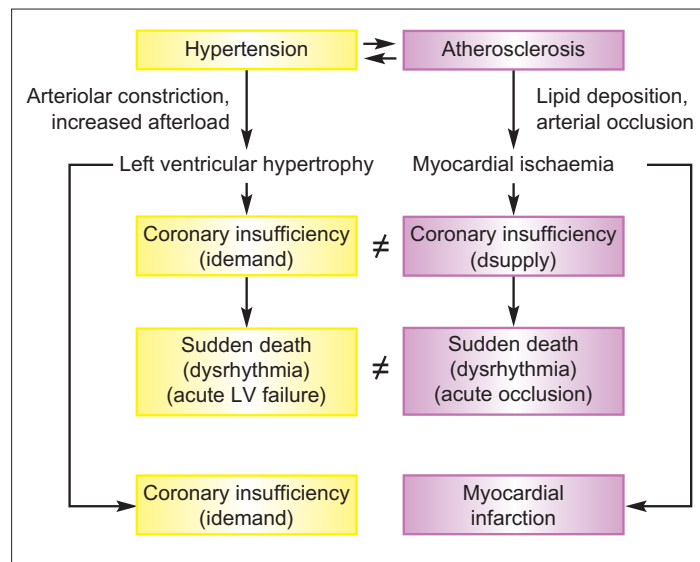 Hypertension
Atherosclerosis
Arteriolar constriction,
increased afterload
Lipid deposition,
arterial occlusion
Left ventricular hypertrophy
Myocardial ischaemia
Coronary insufficiency
(idemand)
≠
Coronary insufficiency
(dsupply)
Sudden death
(dysrhythmia)
(acute LV failure)
≠
Sudden death
(dysrhythmia)
(acute occlusion)
Coronary insufficiency
(idemand)
Myocardial
infarction